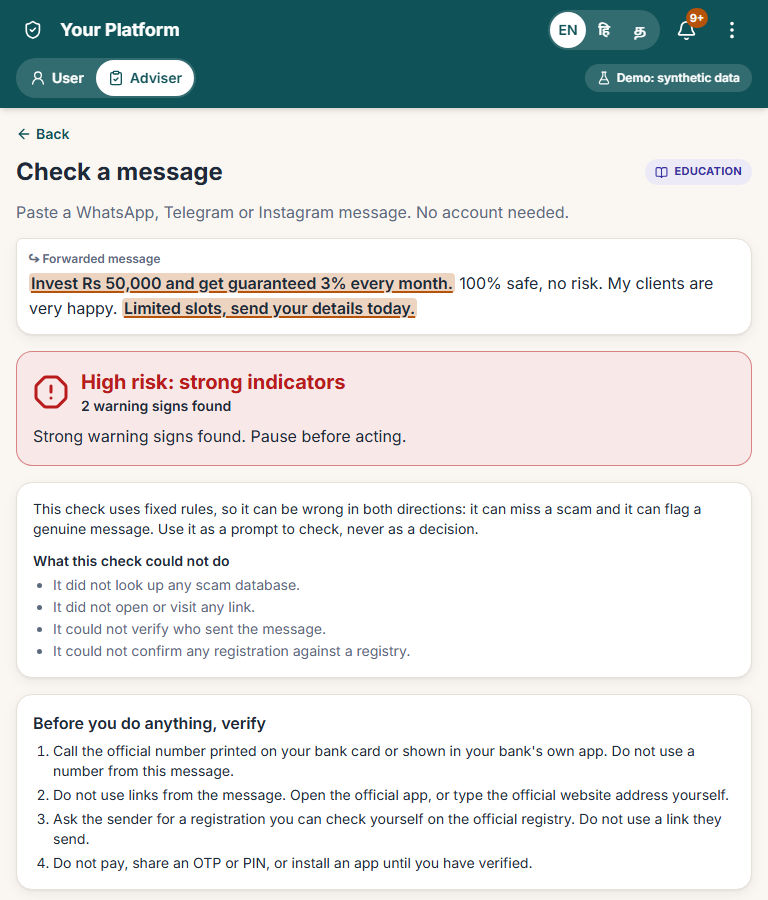 Your Platform
EN हि த 9+
User Adviser Demo: synthetic data
Back
Check a message
EDUCATION
Paste a WhatsApp, Telegram or Instagram message. No account needed.
Forwarded message
Invest Rs 50,000 and get guaranteed 3% every month. 100% safe, no risk. My clients are
very happy. Limited slots, send your details today.
High risk: strong indicators
2 warning signs found
Strong warning signs found. Pause before acting.
This check uses fixed rules, so it can be wrong in both directions: it can miss a scam and it can flag a
genuine message. Use it as a prompt to check, never as a decision.
What this check could not do
• It did not look up any scam database.
• It did not open or visit any link.
• It could not verify who sent the message.
• It could not confirm any registration against a registry.
Before you do anything, verify
1. Call the official number printed on your bank card or shown in your bank's own app. Do not use a
number from this message.
2. Do not use links from the message. Open the official app, or type the official website address yourself.
3. Ask the sender for a registration you can check yourself on the official registry. Do not use a link they
send.
4. Do not pay, share an OTP or PIN, or install an app until you have verified.